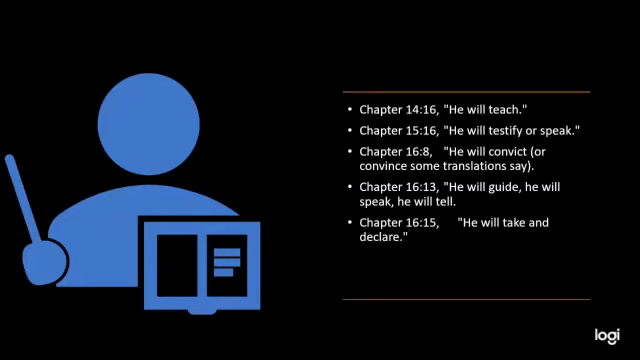 • Chapter 14:16, "He will teach."
• Chapter 15:16, "He will testify or speak."
• Chapter 16:8, "He will convict (or
convince some translations say).
• Chapter 16:13, "He will guide, he will
speak, he will tell.
• Chapter 16:15, "He will take and
declare."
logi